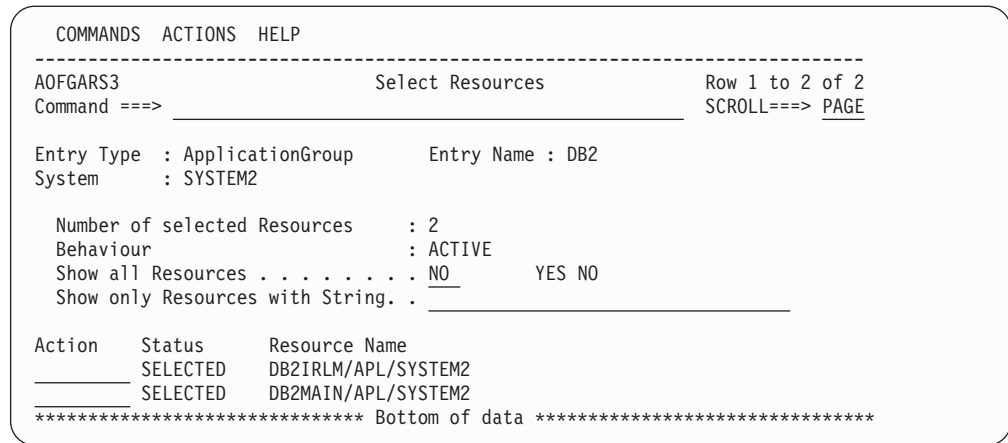 COMMANDS ACTIONS HELP
------------------------------------------------------------------------------
AOFGARS3 Select Resources Row 1 to 2 of 2
Command ===> SCROLL===> PAGE
Entry Type : ApplicationGroup Entry Name : DB2
System : SYSTEM2
Number of selected Resources : 2
Behaviour : ACTIVE
Show all Resources . . . . . . . . NO YES NO
Show only Resources with String. .
Action Status Resource Name
SELECTED DB2IRLM/APL/SYSTEM2
SELECTED DB2MAIN/APL/SYSTEM2
******************************* Bottom of data ********************************